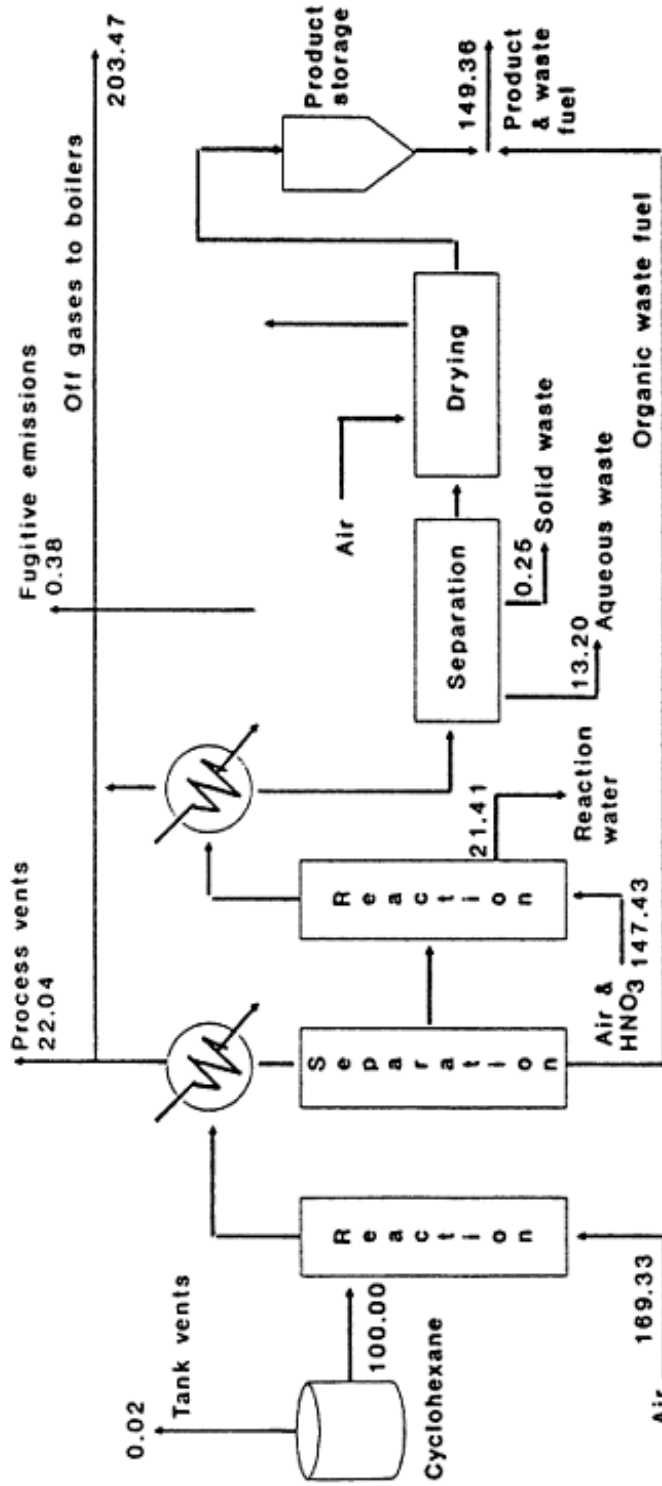 0.02
Tank vents
Cyclohexane
100.00
Reaction
Air
169.33
Process vents
22.04
Separation
Air &
HNO3
147.43
Reaction
21.41
Reaction
water
Fugitive emissions
0.38
Off gases to boilers
203.47
Separation
13.20
Aqueous waste
0.25
Solid waste
Air
Drying
Product
storage
149.36
Product
& waste
fuel
Organic waste fuel